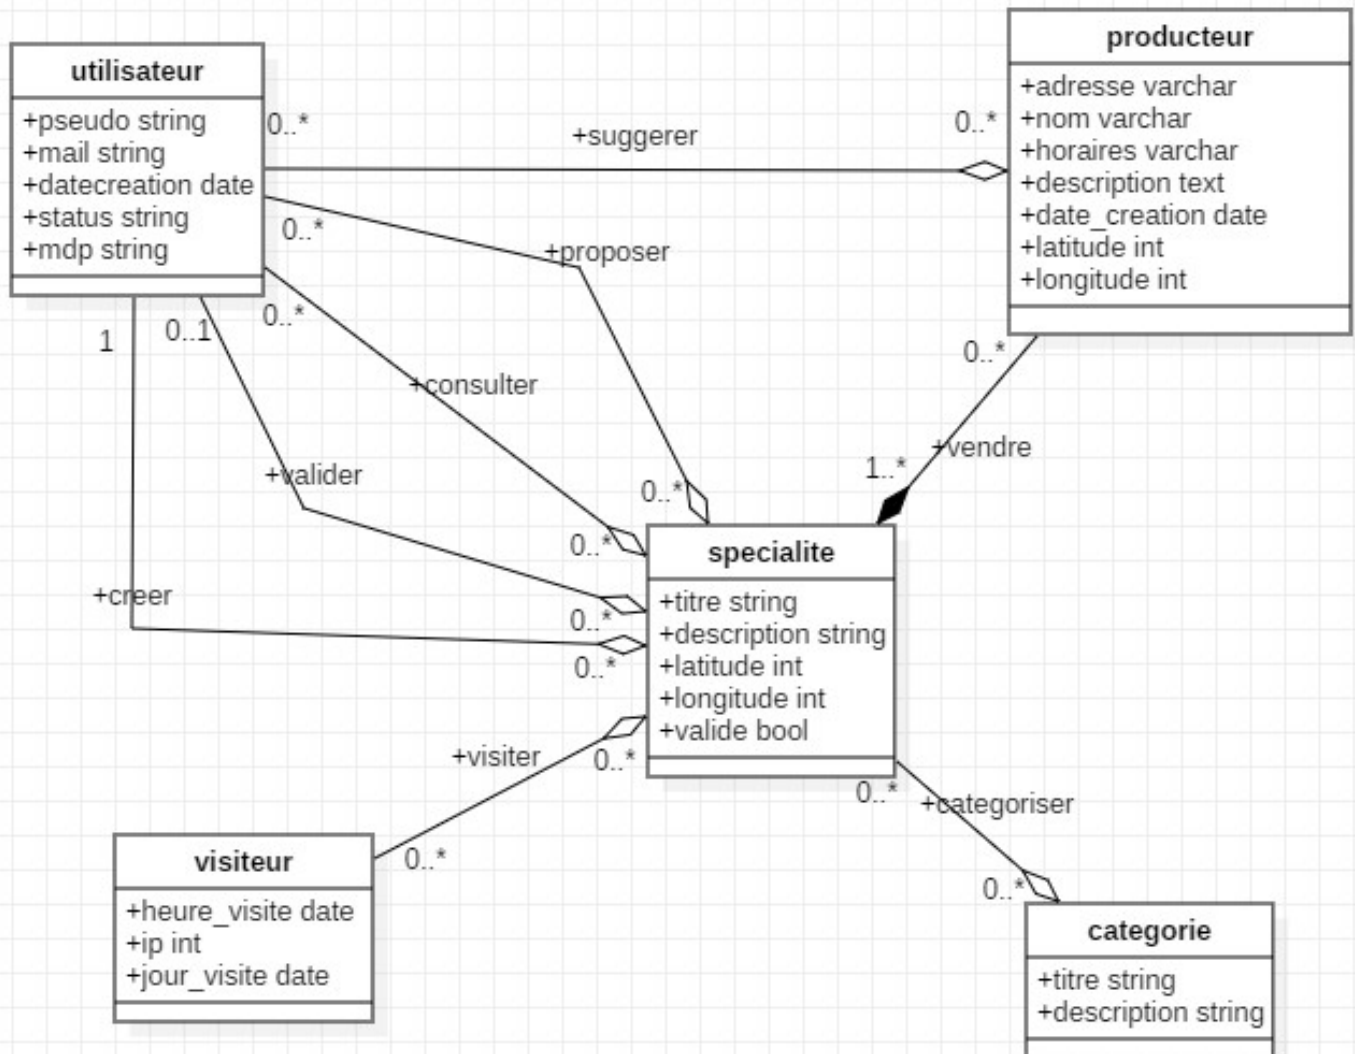 utilisateur
+pseudo string
+mail string
+datecreation date
+status string
+mdp string
producteur
+adresse varchar
+nom varchar
+horaires varchar
+description text
+date_creation date
+latitude int
+longitude int
0..*
+suggerer
0..*
0..*
+proposer
0..*
0..*
+consulter
0..*
0..1
+valider
0..*
1
+creer
0..*
0..*
+vendre
1..*
specialite
+titre string
+description string
+latitude int
+longitude int
+valide bool
+visiter
0..*
0..*
0..*
+categoriser
0..*
visiteur
+heure_visite date
+ip int
+jour_visite date
categorie
+titre string
+description string